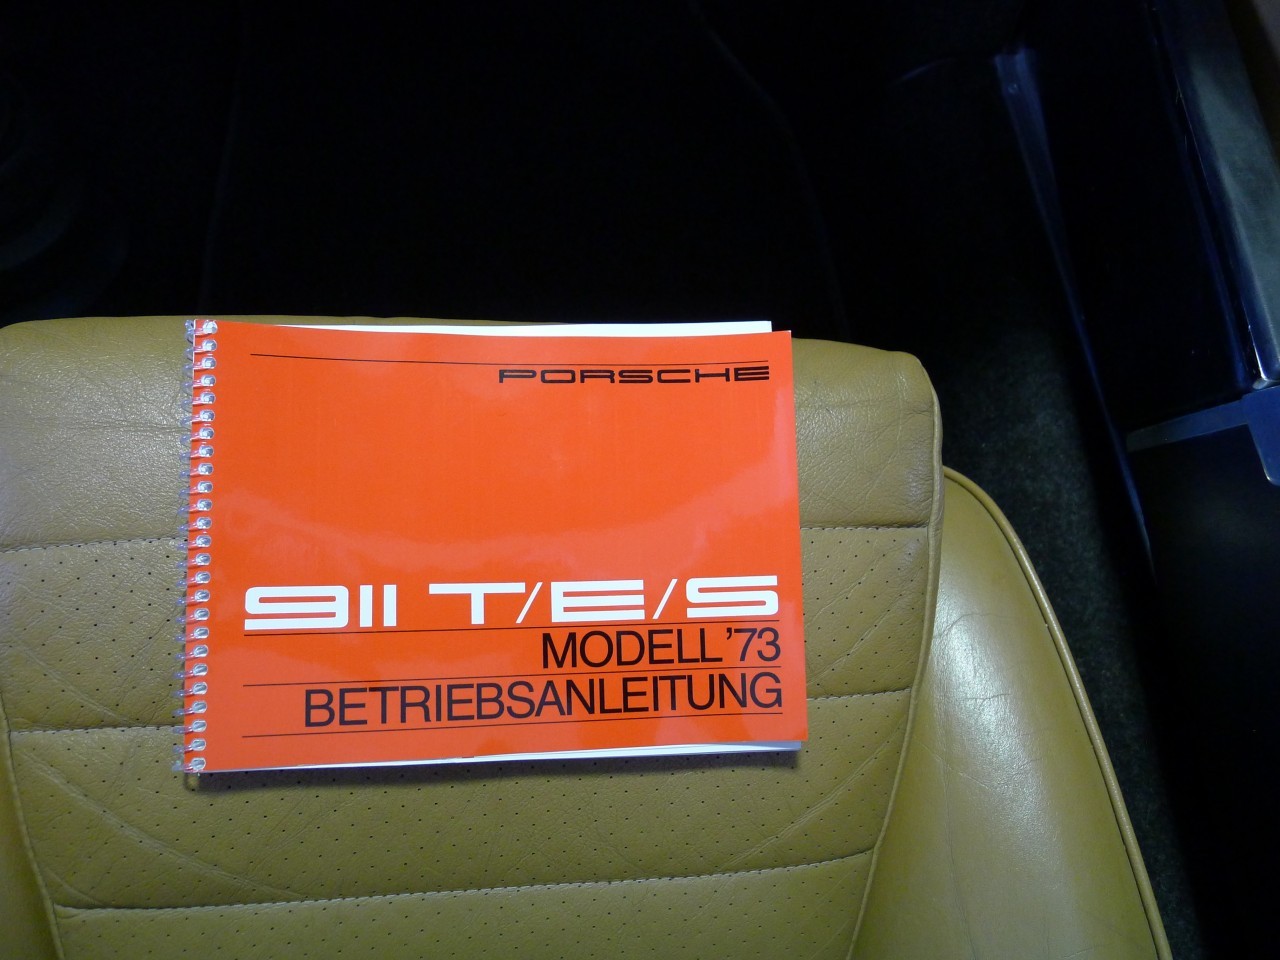 PORSCHE
911 T/E/S
MODELL '73
BETRIEBSANLEITUNG